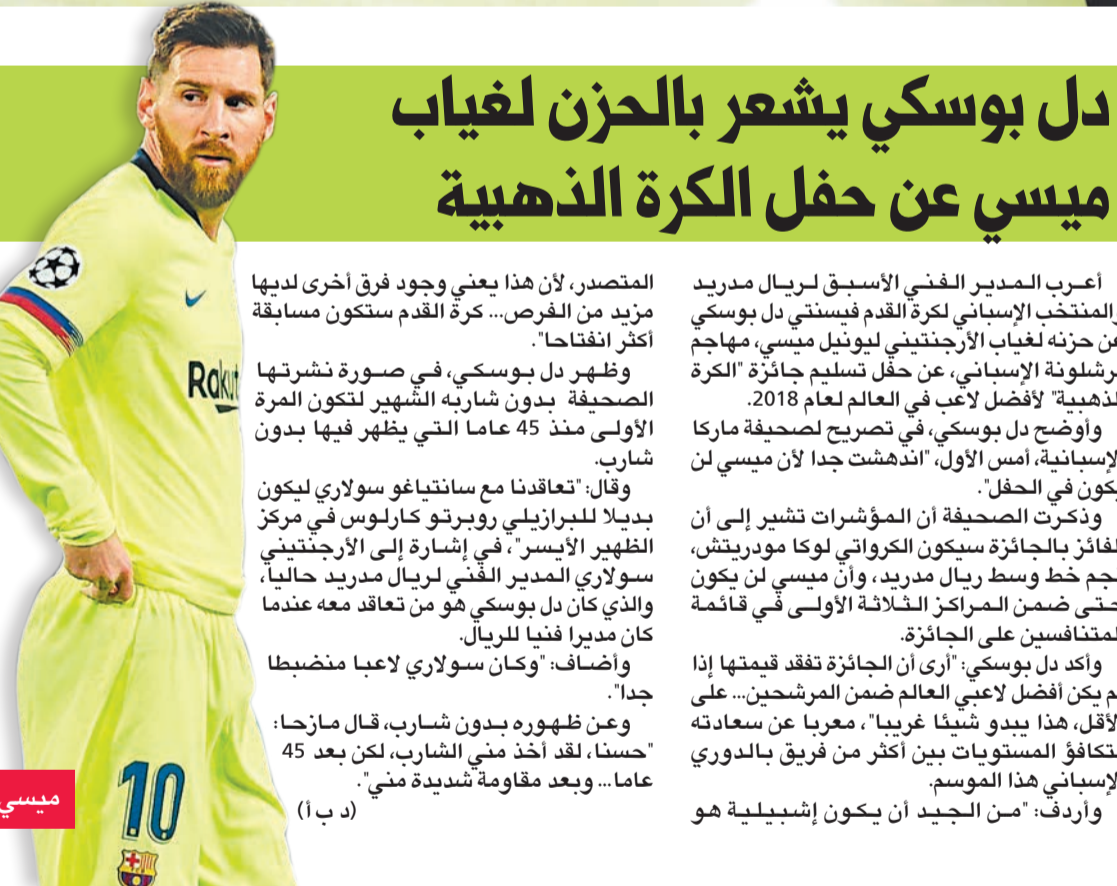 دل بوسكي يشعر بالحزن لغياب
ميسي عن حفل الكرة الذهبية
أعرب المدير الفني الأسبق لريال مدريد
والمنتخب الإسباني لكرة القدم فيسنتي دل بوسكي
عن حزنه لغياب الأرجنتيني ليونيل ميسي، مهاجم
برشلونة الإسباني، عن حفل تسليم جائزة "الكرة
الذهبية" لأفضل لاعب في العالم لعام 2018.
وأوضح دل بوسكي، في تصريح لصحيفة ماركا
الإسبانية، أمس الأول، "اندهشت جدا لأن ميسي لن
يكون في الحفل".
وذكرت الصحيفة أن المؤشرات تشير إلى أن
الفائز بالجائزة سيكون الكرواتي لوكا مودريتش،
نجم خط وسط ريال مدريد، وأن ميسي لن يكون
حتى ضمن المراكز الثلاثة الأولى في قائمة
المتنافسين على الجائزة.
وأكد دل بوسكي: "أرى أن الجائزة تفقد قيمتها إذا
لم يكن أفضل لاعبي العالم ضمن المرشحين... على
الأقل، هذا يبدو شيئا غريبا"، معربا عن سعادته
بتكافؤ المستويات بين أكثر من فريق بالدوري
الإسباني هذا الموسم.
وأردف: "من الجيد أن يكون إشبيلية هو
المتصدر، لأن هذا يعني وجود فرق أخرى لديها
مزيد من الفرص... كرة القدم ستكون مسابقة
أكثر انفتاحا".
وظهر دل بوسكي، في صورة نشرتها
الصحيفة بدون شاربه الشهير لتكون المرة
الأولى منذ 45 عاما التي يظهر فيها بدون
شارب.
وقال: "تعاقدنا مع سانتياغو سولاري ليكون
بديلا للبرازيلي روبرتو كارلوس في مركز
الظهير الأيسر"، في إشارة إلى الأرجنتيني
سولاري المدير الفني لريال مدريد حاليا،
والذي كان دل بوسكي هو من تعاقد معه عندما
كان مديرا فنيا للريال.
وأضاف: "وكان سولاري لاعبا منضبطا
جدا".
وعن ظهوره بدون شارب، قال مازحا:
"حسنا، لقد أخذ مني الشارب، لكن بعد 45
عاما... وبعد مقاومة شديدة مني".
(د ب أ)
Rakut
10
ميسي